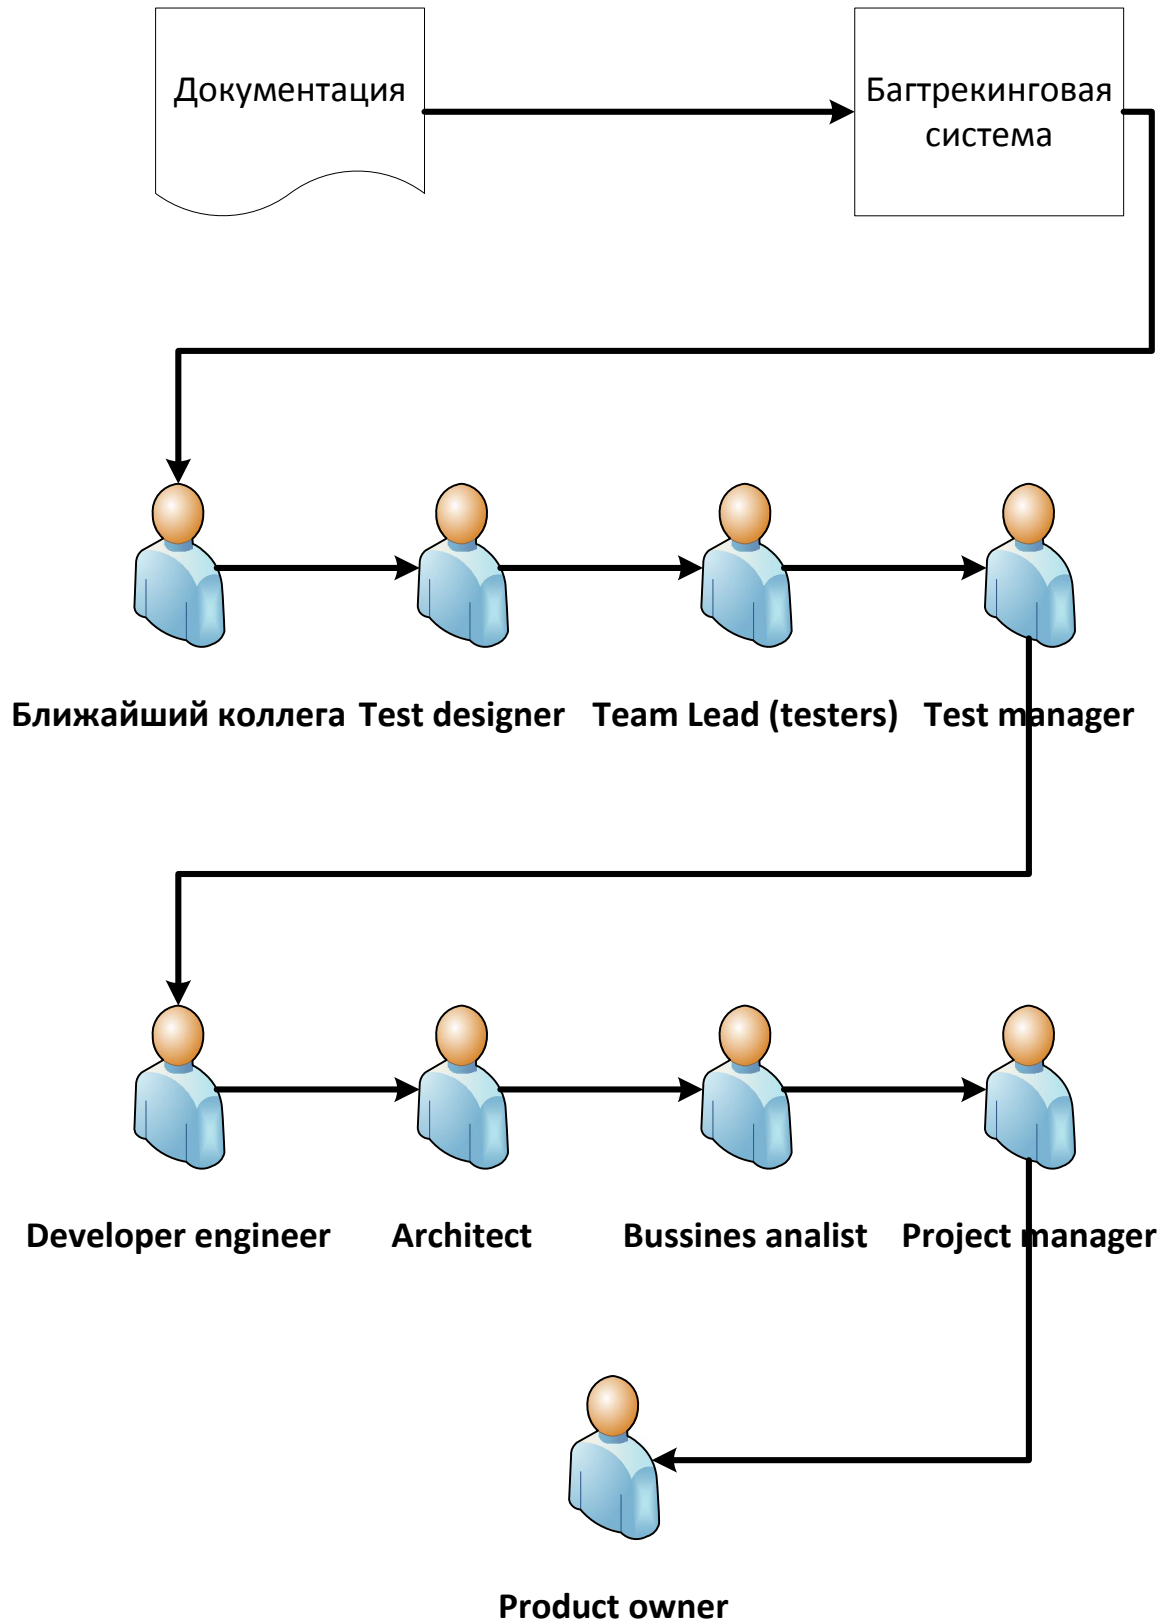 Документация
Багтрекинговая
система
Ближайший коллега
Test designer
Team Lead (testers)
Test manager
Developer engineer
Architect
Bussines analist
Project manager
Product owner